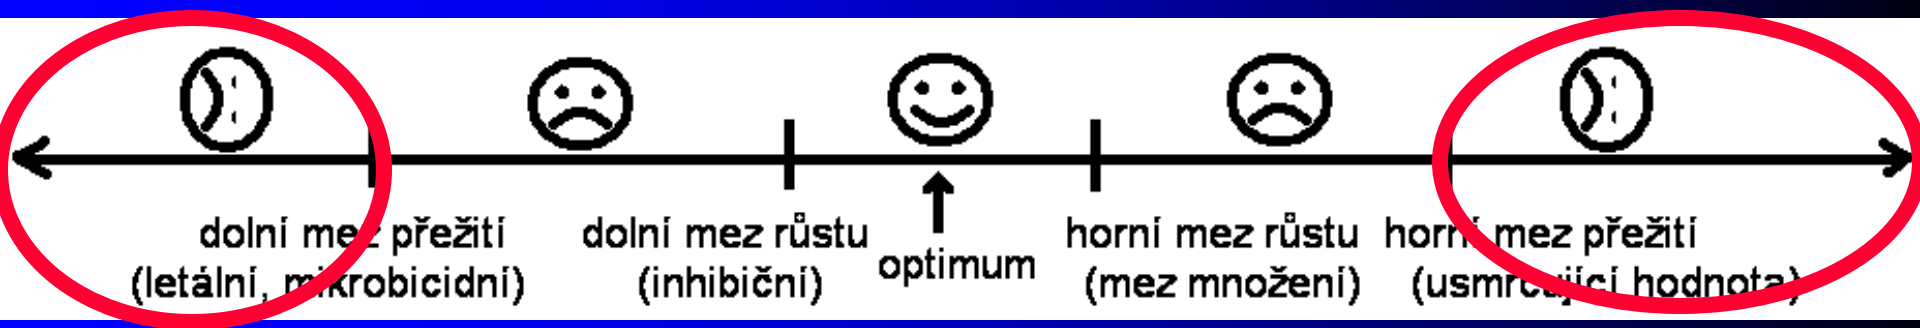 dolní mez přežití
(letální, mikrobicidní)
dolní mez růstu
(inhibiční)
optimum
horní mez růstu
(mez množení)
horní mez přežití
(usmrcující hodnota)